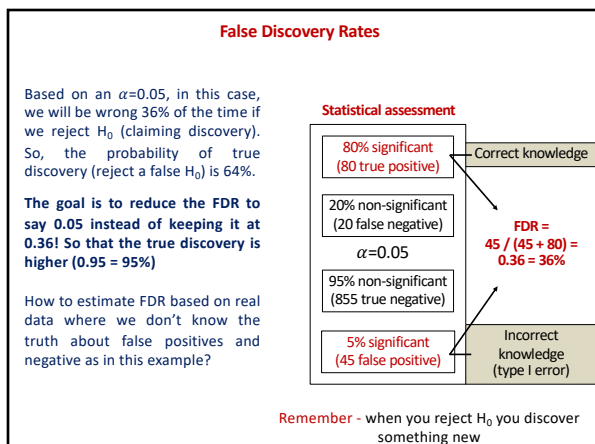 False Discovery Rates
Based on an 𝛼=0.05, in this case,
we will be wrong 36% of the time if
we reject H₀ (claiming discovery).
So, the probability of true
discovery (reject a false H₀) is 64%.
The goal is to reduce the FDR to
say 0.05 instead of keeping it at
0.36! So that the true discovery is
higher (0.95 = 95%)
How to estimate FDR based on real
data where we don’t know the
truth about false positives and
negative as in this example?
Statistical assessment
80% significant
(80 true positive)
Correct knowledge
20% non-significant
(20 false negative)
𝛼=0.05
95% non-significant
(855 true negative)
5% significant
(45 false positive)
FDR =
45 / (45 + 80) =
0.36 = 36%
Incorrect
knowledge
(type I error)
Remember - when you reject H₀ you discover
something new